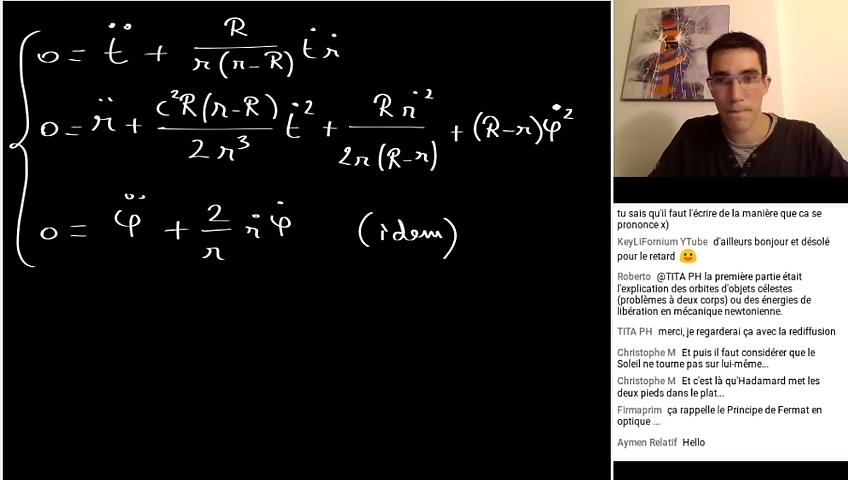 0 = ẗ + R / r(r-R) ṫ ṙ
0 = r̈ + c²R(r-R) / 2r³ ṫ² + Rṙ² / 2r(R-r) + (R-r)φ̇²
0 = φ̈ + 2/r ṙ φ̇ (idem)
tu sais qu'il faut l'écrire de la manière que ca se
prononce x)
KeyLiFornium YTube d'ailleurs bonjour et désolé
pour le retard
Roberto @TITA PH la première partie était
l'explication des orbites d'objets célestes
(problèmes à deux corps) ou des énergies de
libération en mécanique newtonienne.
TITA PH merci, je regarderai ça avec la rediffusion
Christophe M Et puis il faut considérer que le
Soleil ne tourne pas sur lui-même...
Christophe M Et c'est là qu'Hadamard met les
deux pieds dans le plat...
Firmaprim ça rappelle le Principe de Fermat en
optique ...
Aymen Relatif Hello